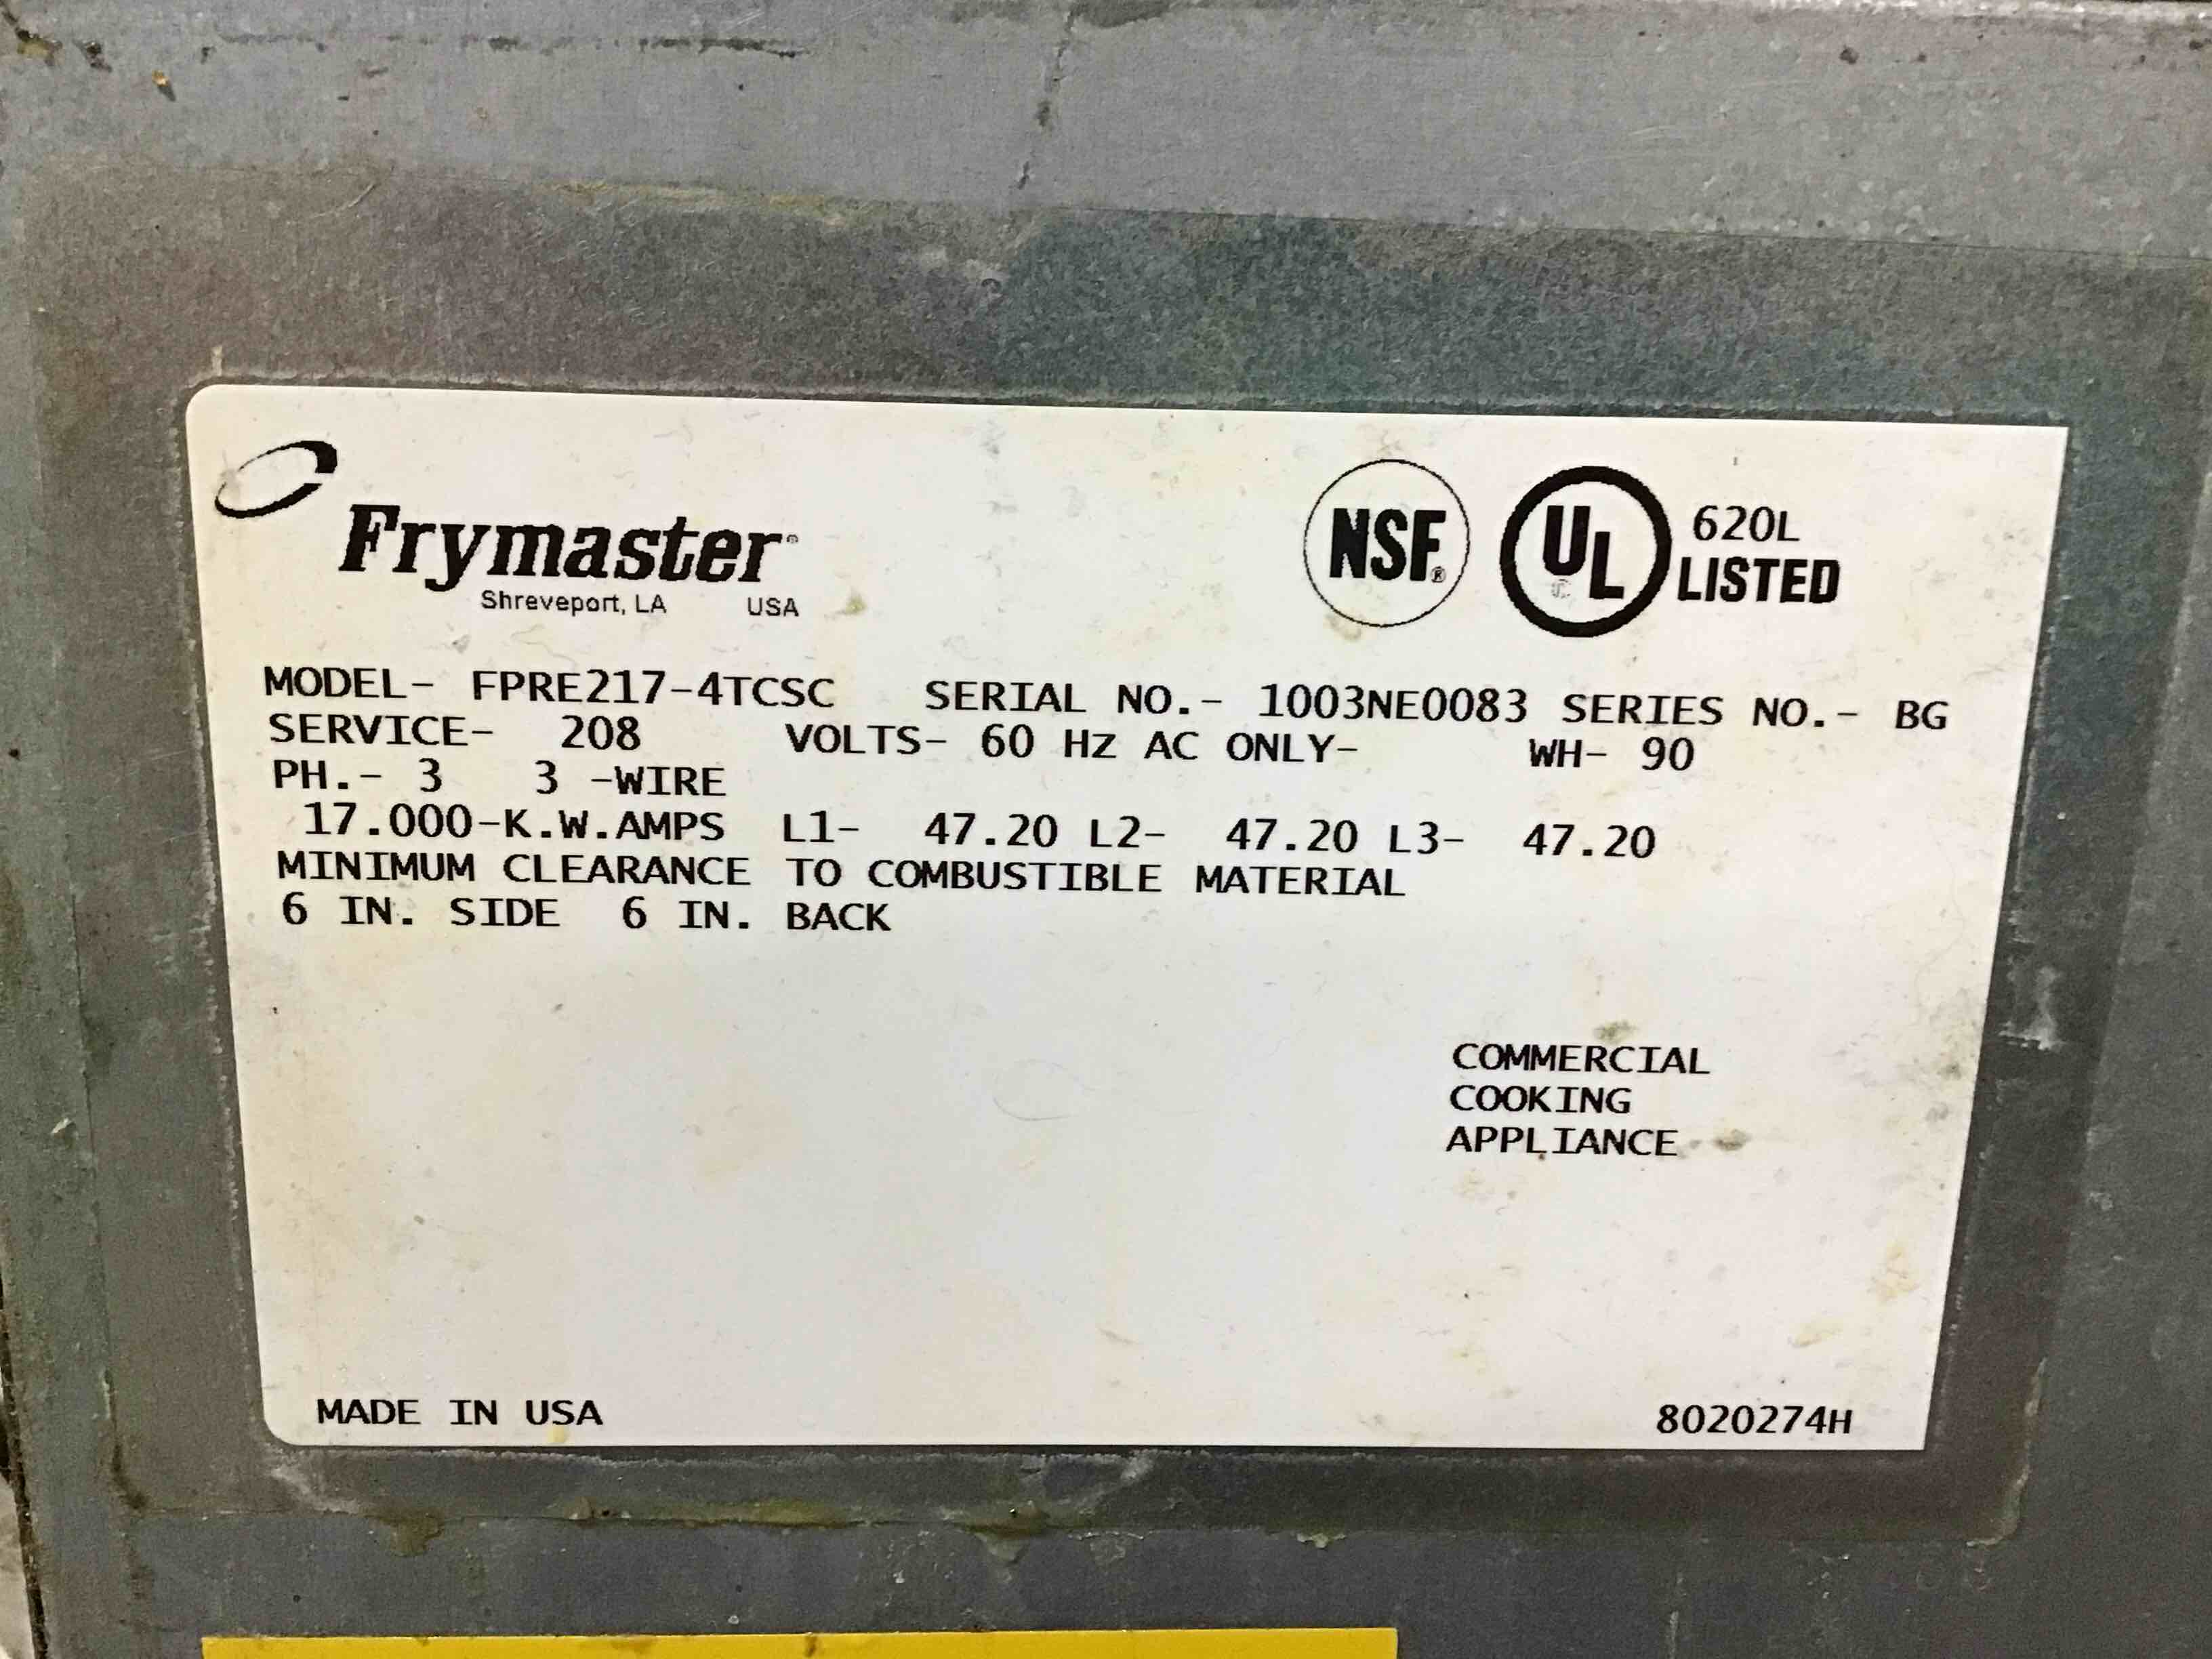 Frymaster®
Shreveport, LA USA
NSF®
UL 620L
LISTED
MODEL- FPRE217-4TCSC SERIAL NO.- 1003NE0083 SERIES NO.- BG
SERVICE- 208 VOLTS- 60 HZ AC ONLY- WH- 90
PH.- 3 3 -WIRE
17.000-K.W.AMPS L1- 47.20 L2- 47.20 L3- 47.20
MINIMUM CLEARANCE TO COMBUSTIBLE MATERIAL
6 IN. SIDE 6 IN. BACK
COMMERCIAL
COOKING
APPLIANCE
MADE IN USA 8020274H